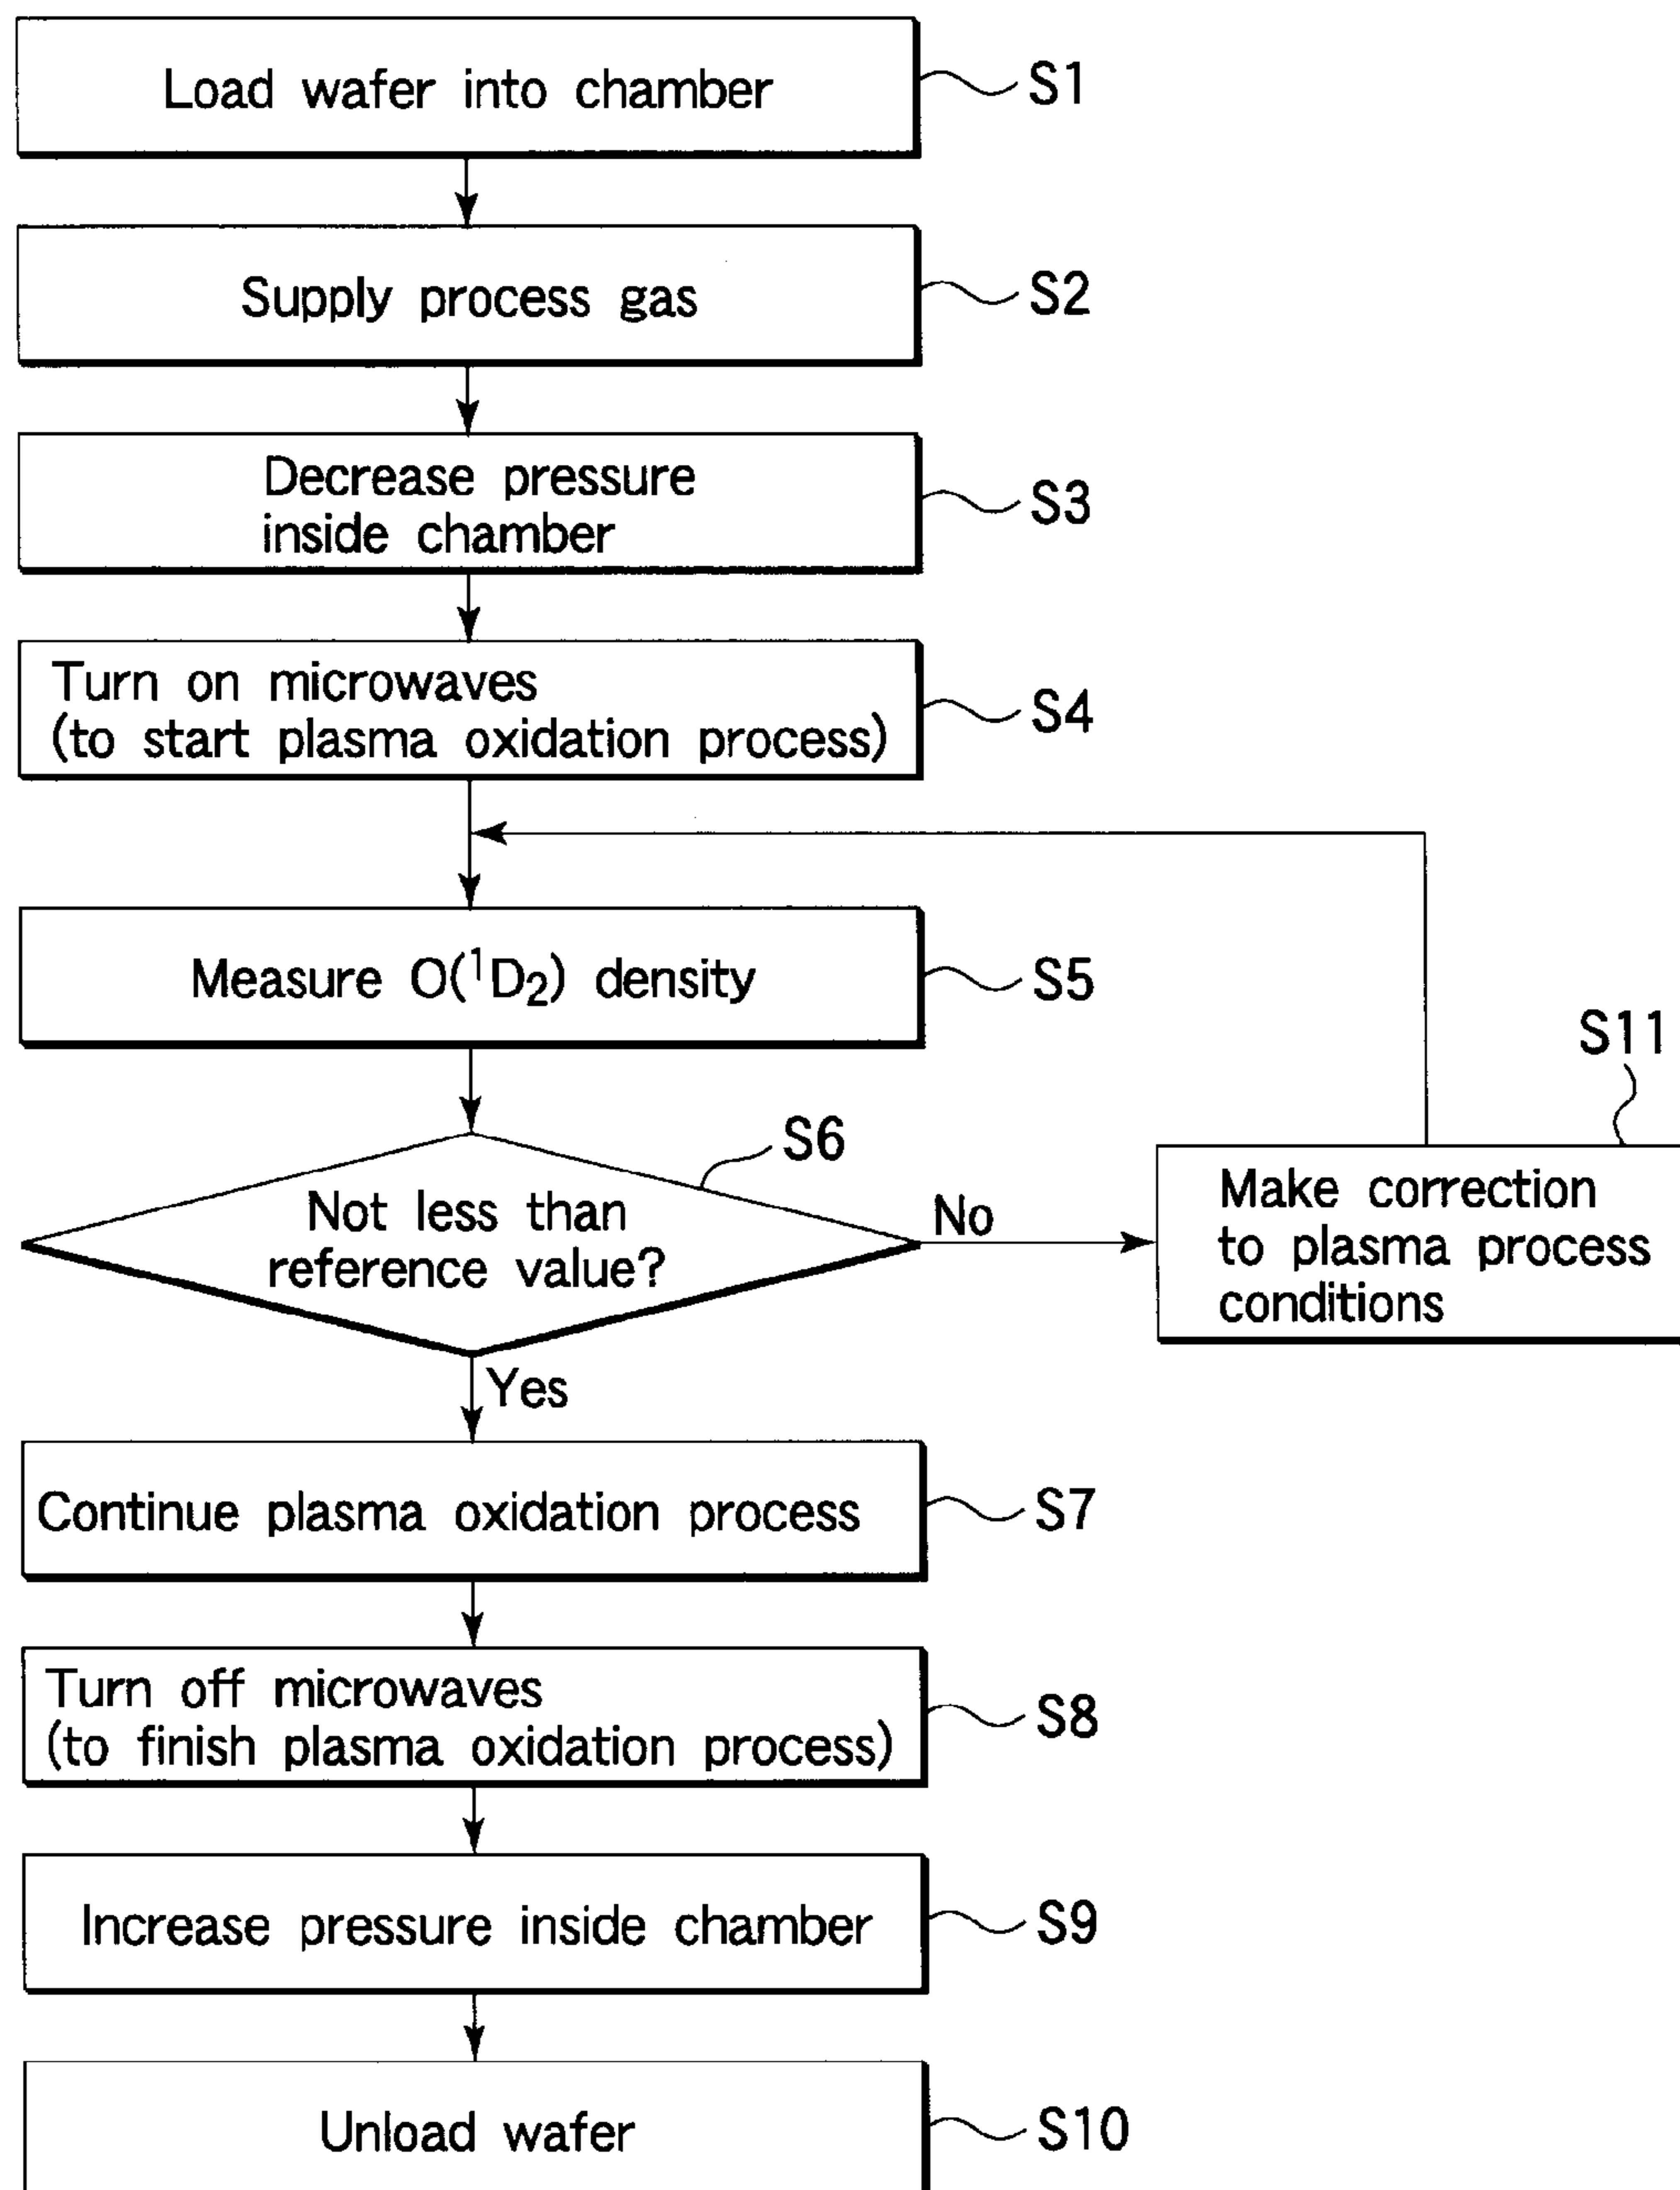 Load wafer into chamber
S1
Supply process gas
S2
Decrease pressure
inside chamber
S3
Turn on microwaves
(to start plasma oxidation process)
S4
Measure O(¹D₂) density
S5
Not less than
reference value?
S6
No
S11
Make correction
to plasma process
conditions
Yes
Continue plasma oxidation process
S7
Turn off microwaves
(to finish plasma oxidation process)
S8
Increase pressure inside chamber
S9
Unload wafer
S10